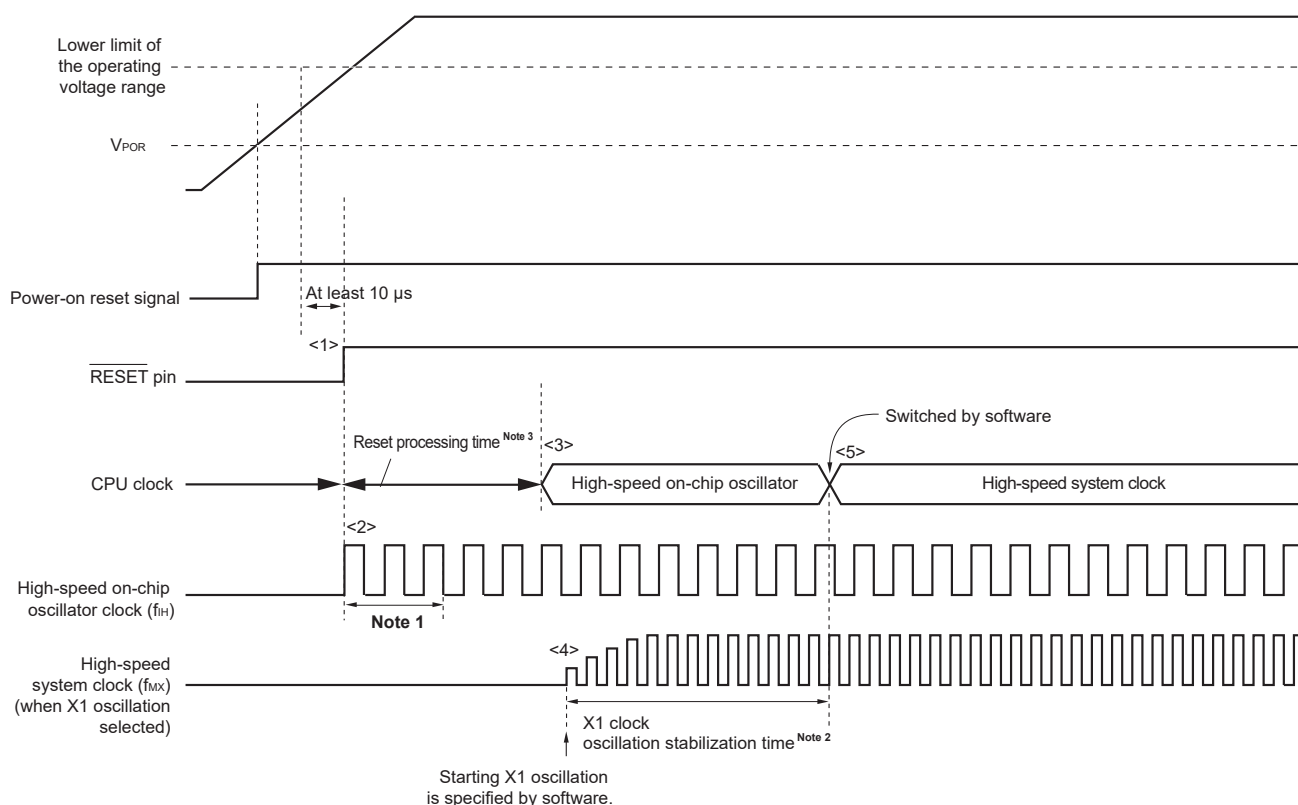 Lower limit of
the operating
voltage range
VPOR
Power-on reset signal
At least 10 μs
<1>
RESET pin
Switched by software
Reset processing time Note 3
<3>
<5>
CPU clock
High-speed on-chip oscillator
High-speed system clock
<2>
High-speed on-chip
oscillator clock (fIH)
Note 1
<4>
High-speed
system clock (fMX)
(when X1 oscillation
selected)
X1 clock
oscillation stabilization time Note 2
Starting X1 oscillation
is specified by software.